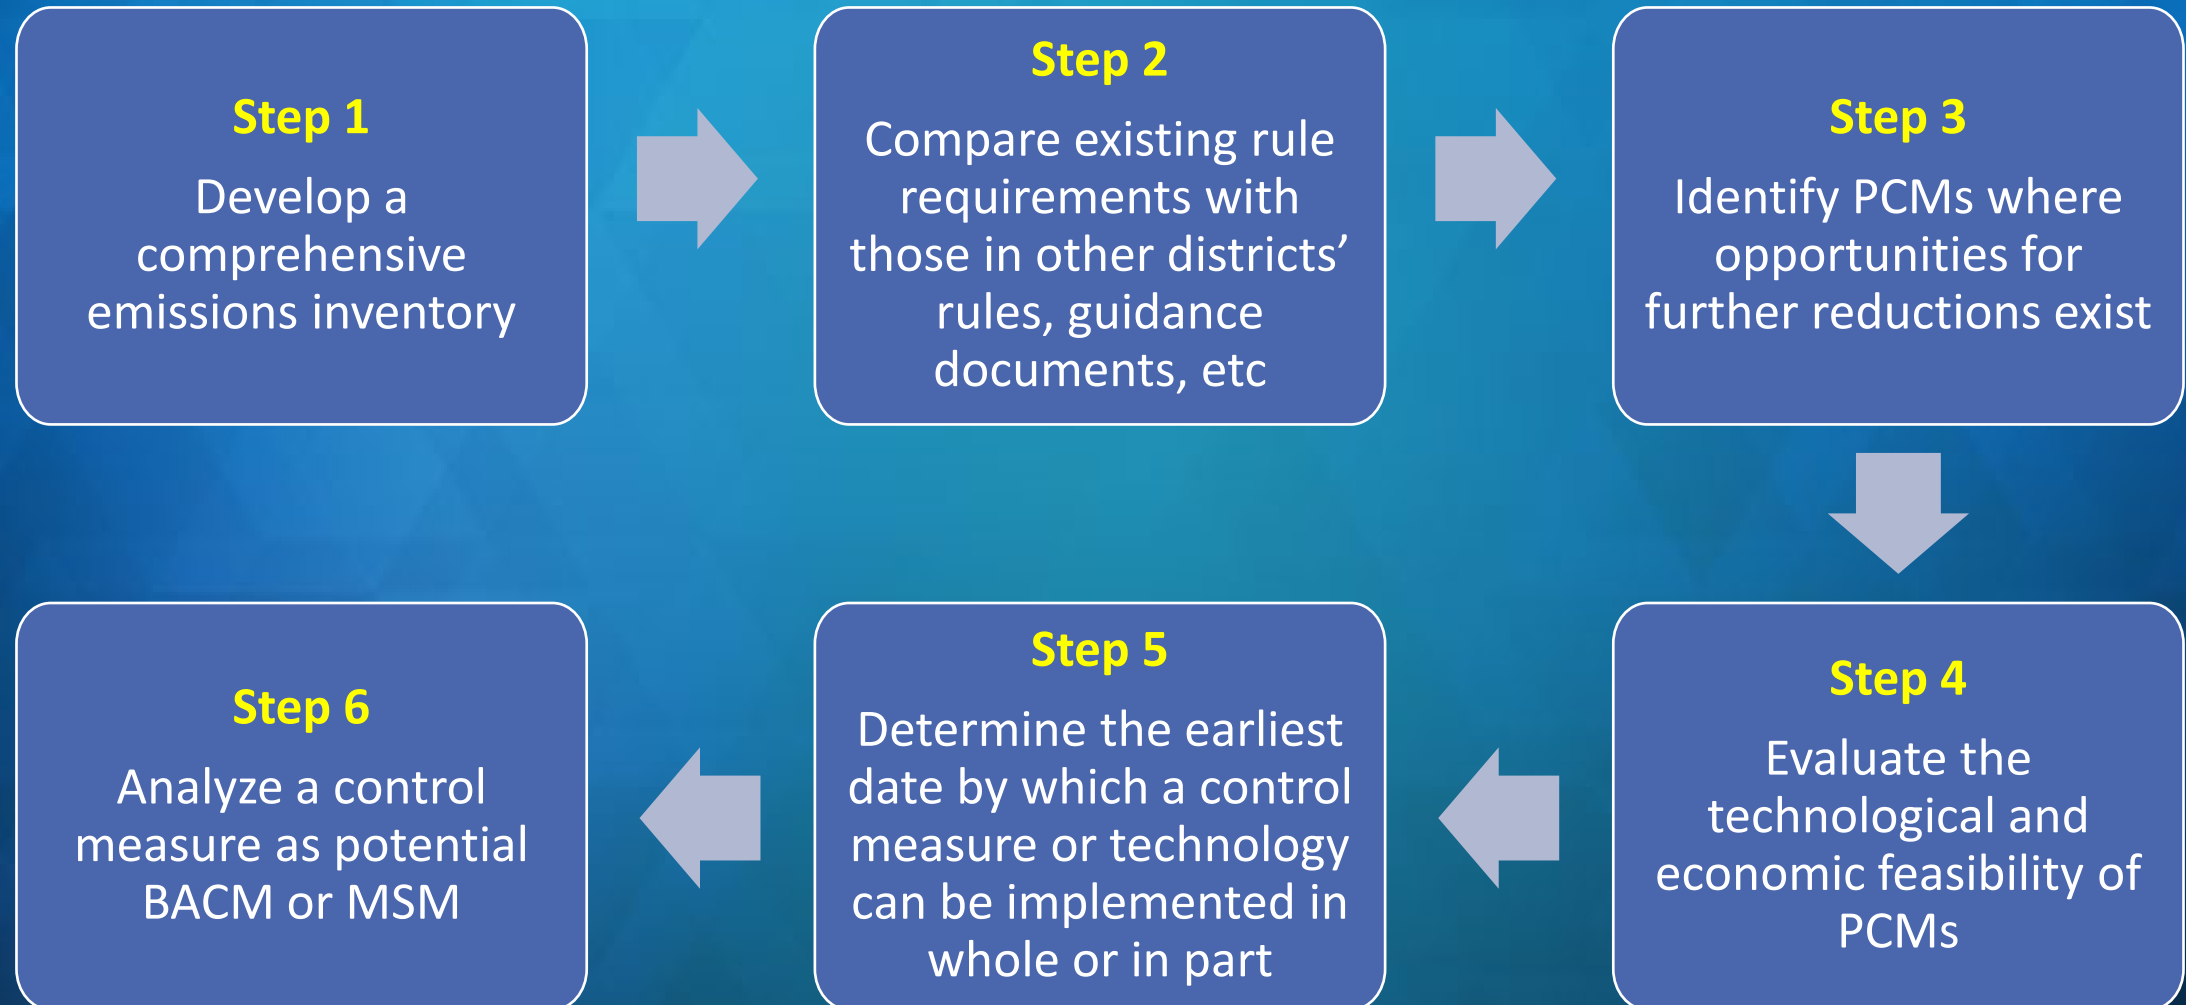 Step 1
Develop a
comprehensive
emissions inventory
Step 2
Compare existing rule
requirements with
those in other districts’
rules, guidance
documents, etc
Step 3
Identify PCMs where
opportunities for
further reductions exist
Step 4
Evaluate the
technological and
economic feasibility of
PCMs
Step 5
Determine the earliest
date by which a control
measure or technology
can be implemented in
whole or in part
Step 6
Analyze a control
measure as potential
BACM or MSM